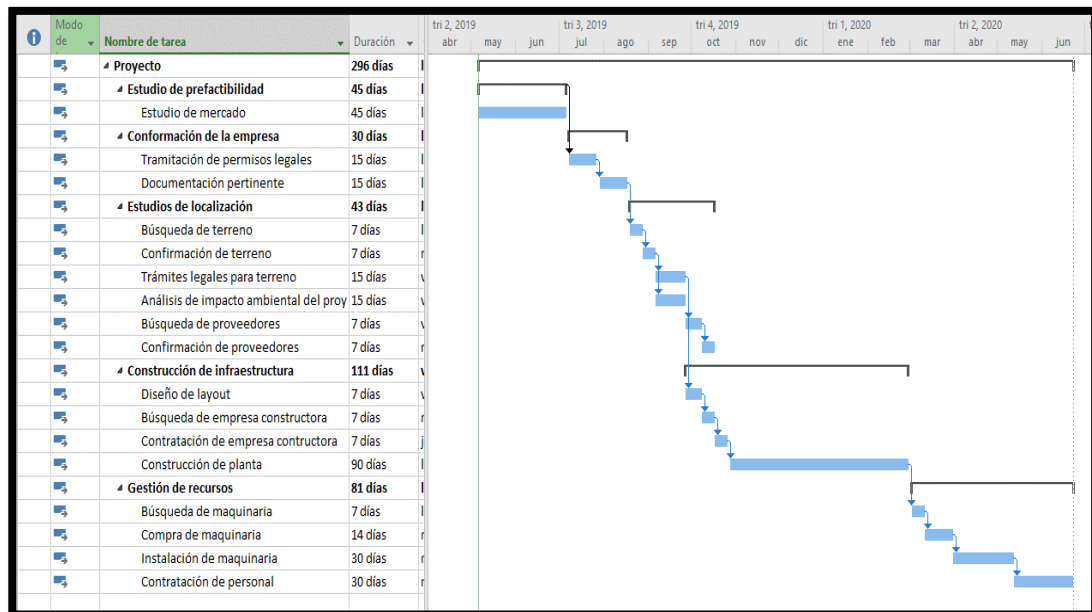 Modo de Nombre de tarea Duración
tri 2, 2019 tri 3, 2019 tri 4, 2019 tri 1, 2020 tri 2, 2020
abr may jun jul ago sep oct nov dic ene feb mar abr may jun
Proyecto 296 días
Estudio de prefactibilidad 45 días
Estudio de mercado 45 días
Conformación de la empresa 30 días
Tramitación de permisos legales 15 días
Documentación pertinente 15 días
Estudios de localización 43 días
Búsqueda de terreno 7 días
Confirmación de terreno 7 días
Trámites legales para terreno 15 días
Análisis de impacto ambiental del proy 15 días
Búsqueda de proveedores 7 días
Confirmación de proveedores 7 días
Construcción de infraestructura 111 días
Diseño de layout 7 días
Búsqueda de empresa constructora 7 días
Contratación de empresa contructora 7 días
Construcción de planta 90 días
Gestión de recursos 81 días
Búsqueda de maquinaria 7 días
Compra de maquinaria 14 días
Instalación de maquinaria 30 días
Contratación de personal 30 días